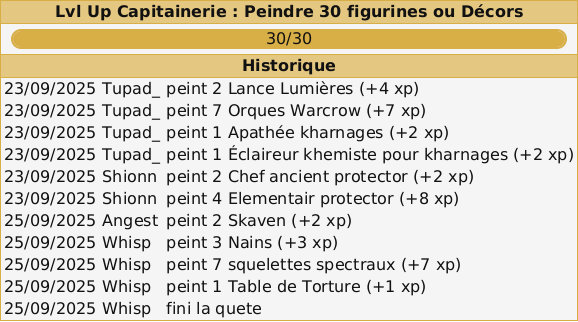 Lvl Up Capitainerie : Peindre 30 figurines ou Décors
30/30
Historique
23/09/2025 Tupad_ peint 2 Lance Lumières (+4 xp)
23/09/2025 Tupad_ peint 7 Orques Warcrow (+7 xp)
23/09/2025 Tupad_ peint 1 Apathée kharnages (+2 xp)
23/09/2025 Tupad_ peint 1 Éclaireur khemiste pour kharnages (+2 xp)
23/09/2025 Shionn peint 2 Chef ancient protector (+2 xp)
23/09/2025 Shionn peint 4 Elementair protector (+8 xp)
25/09/2025 Angest peint 2 Skaven (+2 xp)
25/09/2025 Whisp peint 3 Nains (+3 xp)
25/09/2025 Whisp peint 7 squelettes spectraux (+7 xp)
25/09/2025 Whisp peint 1 Table de Torture (+1 xp)
25/09/2025 Whisp fini la quete